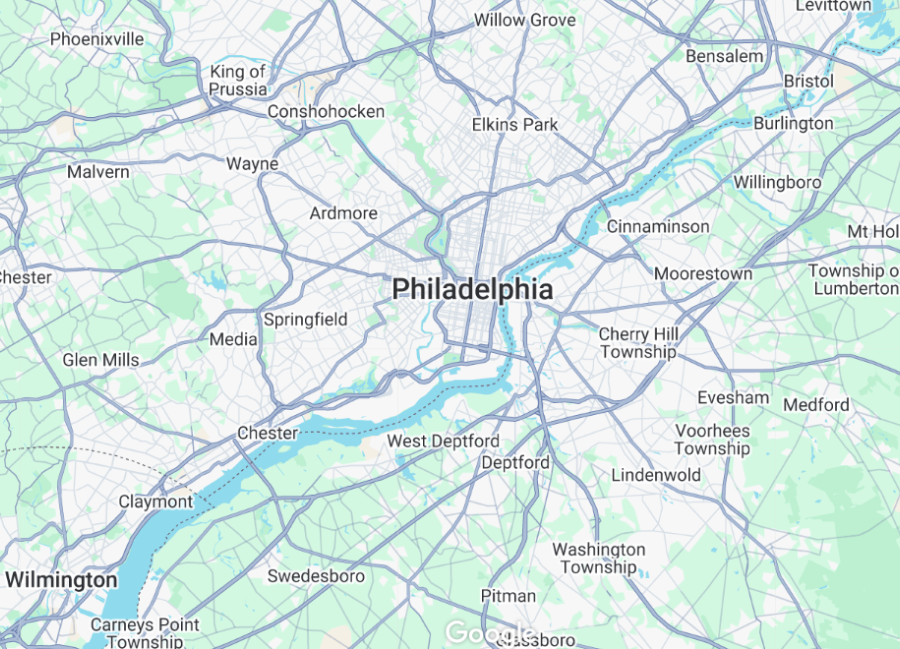 Levittown
Willow Grove
Phoenixville
Bensalem
King of
Prussia
Bristol
Conshohocken
Elkins Park
Burlington
Wayne
Malvern
Willingboro
Ardmore
Cinnaminson
Mt Hol
Chester
Moorestown
Township o
Lumberton
Philadelphia
Springfield
Media
Cherry Hill
Township
Glen Mills
Evesham
Medford
Chester
West Deptford
Voorhees
Township
Deptford
Lindenwold
Claymont
Washington
Township
Wilmington
Swedesboro
Pitman
Carneys Point
Township
Google
Glassboro